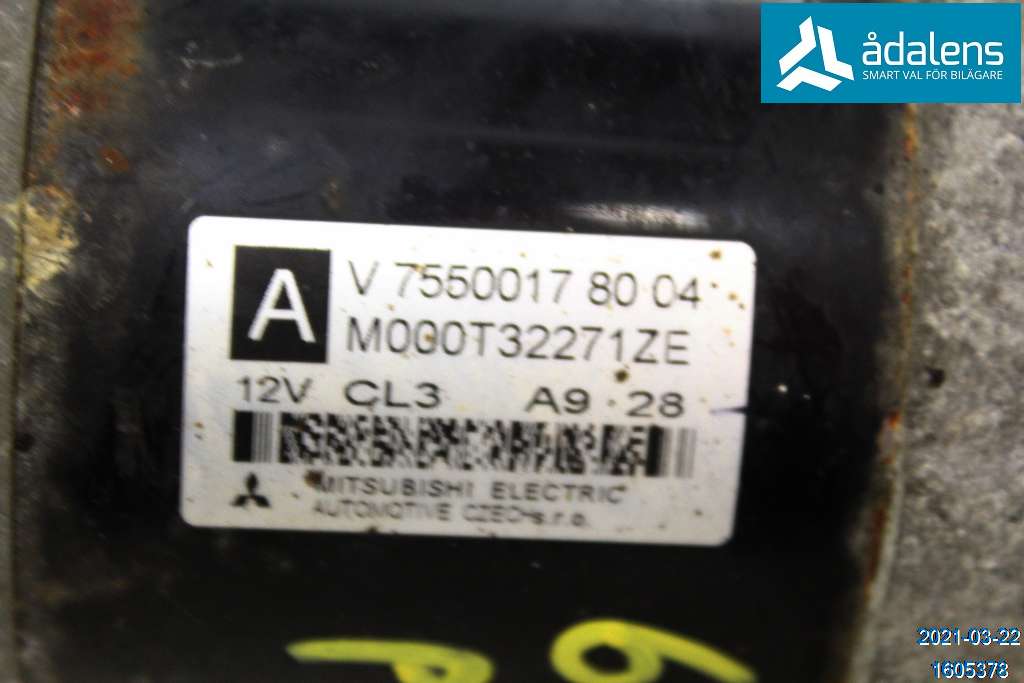 ådalens
SMART VAL FÖR BILÄGARE
A
V 7550017 80 04
M000T32271ZE
12V CL3 A9 28
MITSUBISHI ELECTRIC
AUTOMOTIVE CZECH s.r.o.
2021-03-22
1605378